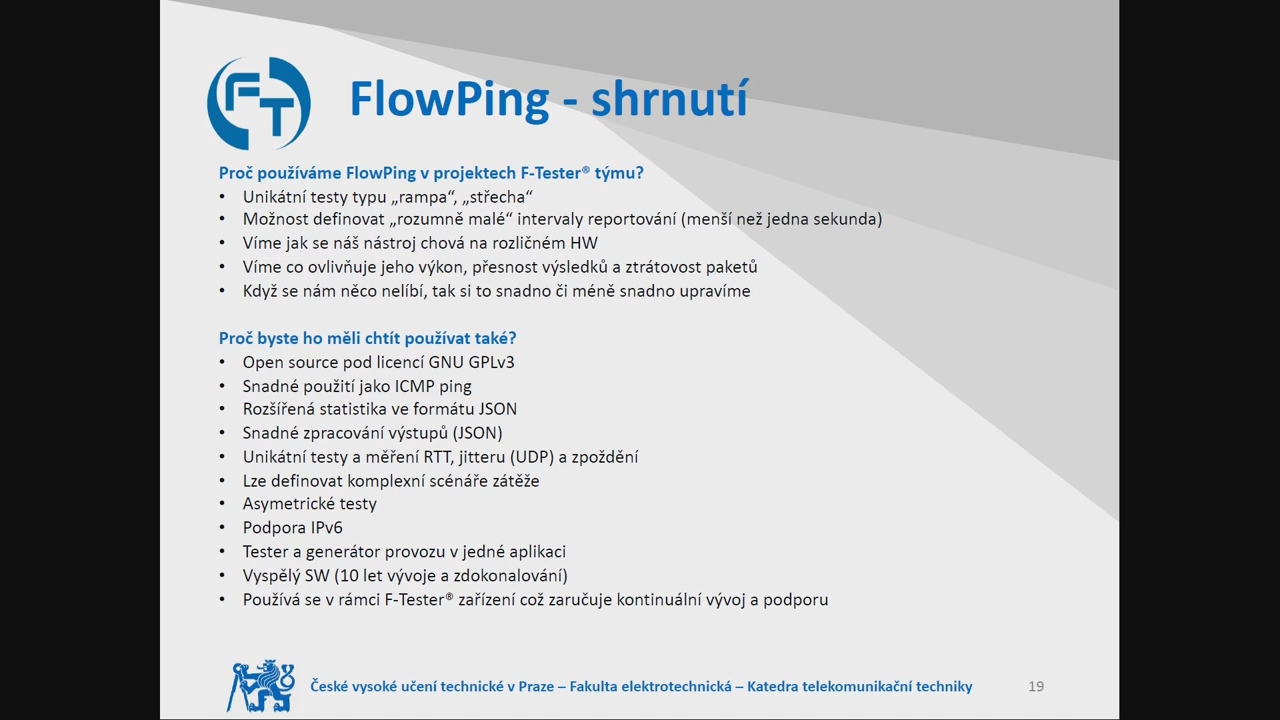 FT
FlowPing - shrnutí
Proč používáme FlowPing v projektech F-Tester® týmu?
• Unikátní testy typu „rampa“, „střecha“
• Možnost definovat „rozumně malé“ intervaly reportování (menší než jedna sekunda)
• Víme jak se náš nástroj chová na rozličném HW
• Víme co ovlivňuje jeho výkon, přesnost výsledků a ztrátovost paketů
• Když se nám něco nelíbí, tak si to snadno či méně snadno upravíme
Proč byste ho měli chtít používat také?
• Open source pod licencí GNU GPLv3
• Snadné použití jako ICMP ping
• Rozšířená statistika ve formátu JSON
• Snadné zpracování výstupů (JSON)
• Unikátní testy a měření RTT, jitteru (UDP) a zpoždění
• Lze definovat komplexní scénáře zátěže
• Asymetrické testy
• Podpora IPv6
• Tester a generátor provozu v jedné aplikaci
• Vyspělý SW (10 let vývoje a zdokonalování)
• Používá se v rámci F-Tester® zařízení což zaručuje kontinuální vývoj a podporu
České vysoké učení technické v Praze – Fakulta elektrotechnická – Katedra telekomunikační techniky
19